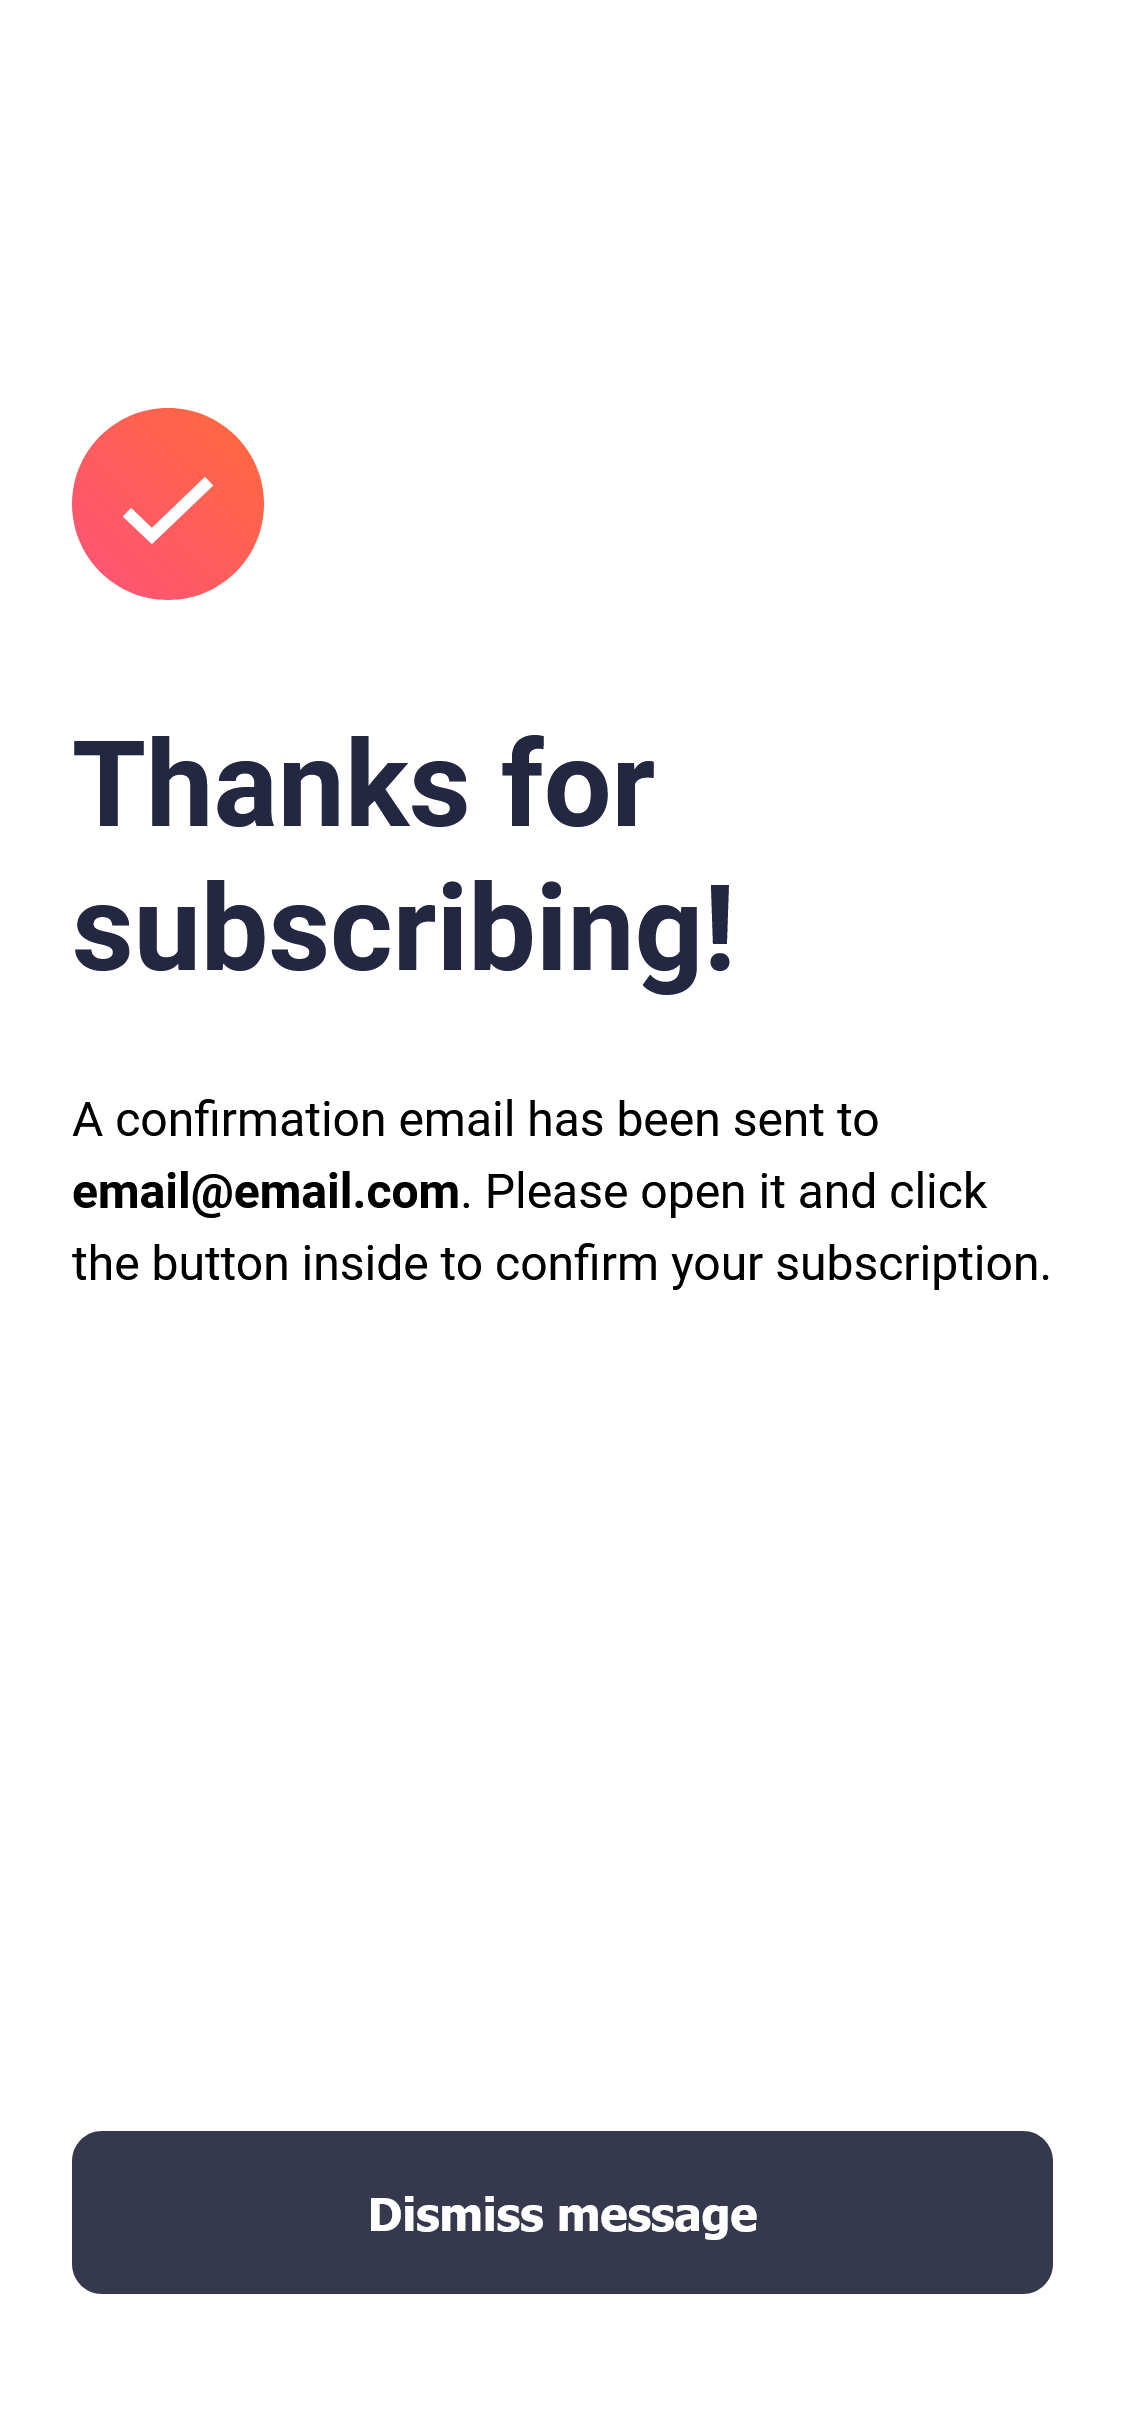 Thanks for
subscribing!
A confirmation email has been sent to
email@email.com. Please open it and click
the button inside to confirm your subscription.
Dismiss message